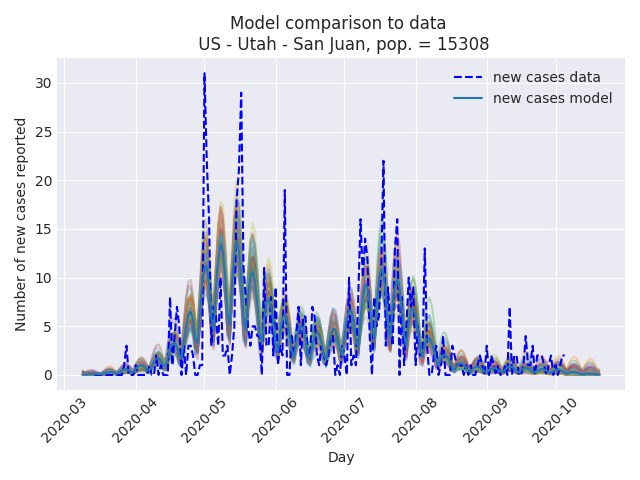 Model comparison to data
US - Utah - San Juan, pop. = 15308
new cases data
new cases model
Number of new cases reported
30
25
20
15
10
5
0
2020-03
2020-04
2020-05
2020-06
2020-07
2020-08
2020-09
2020-10
Day